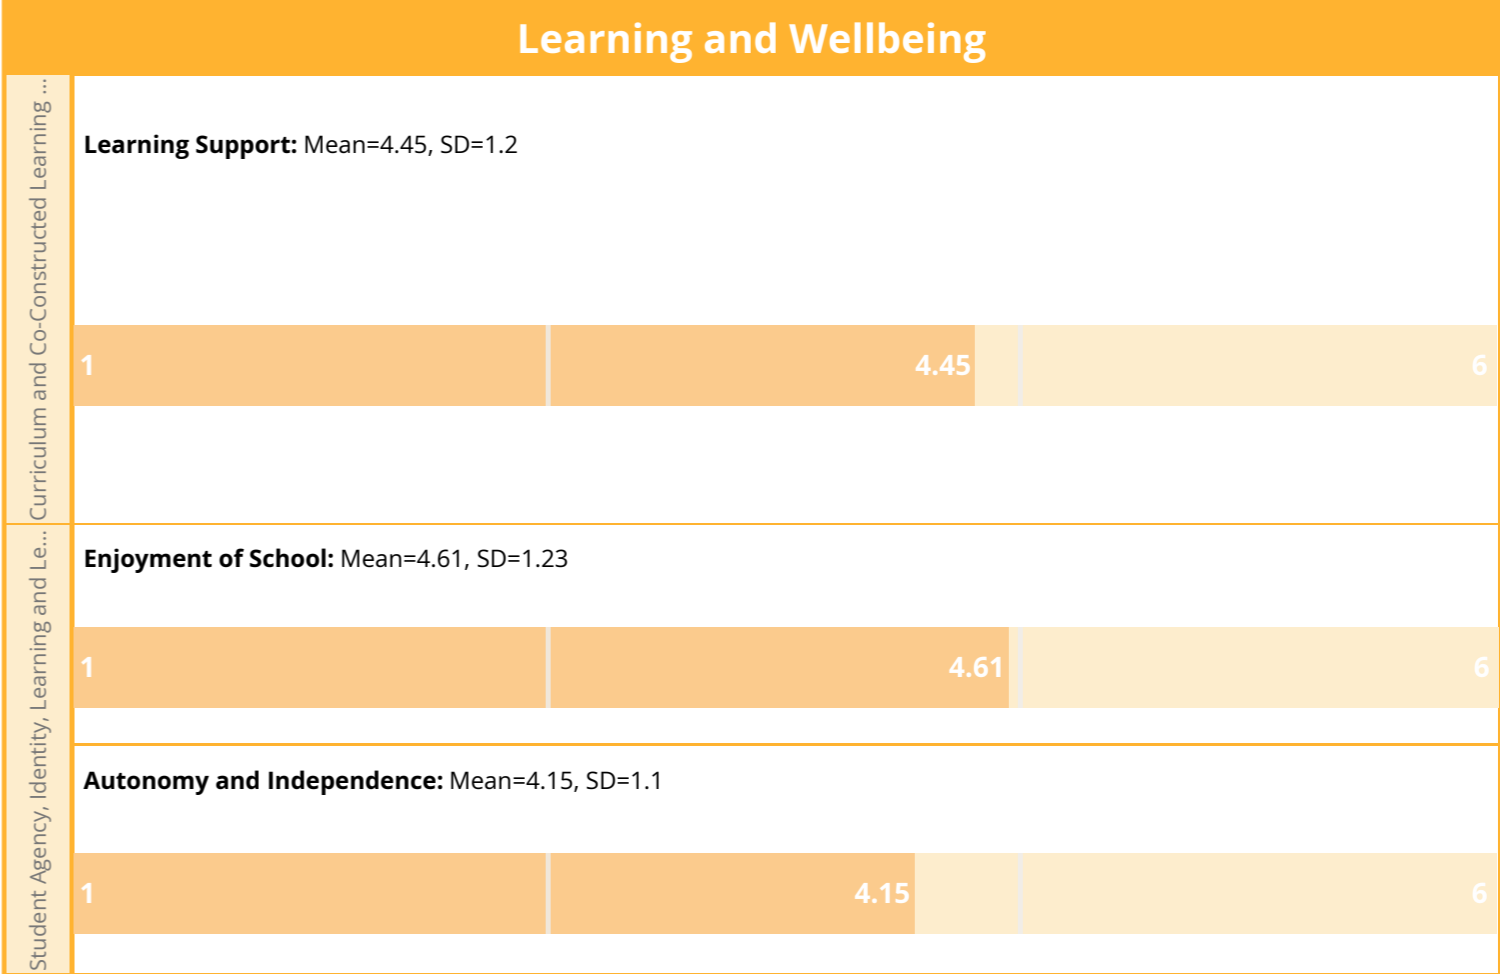 Learning and Wellbeing
Curriculum and Co-Constructed Learning ...
Learning Support: Mean=4.45, SD=1.2
1 4.45 6
Student Agency, Identity, Learning and Le...
Enjoyment of School: Mean=4.61, SD=1.23
1 4.61 6
Autonomy and Independence: Mean=4.15, SD=1.1
1 4.15 6